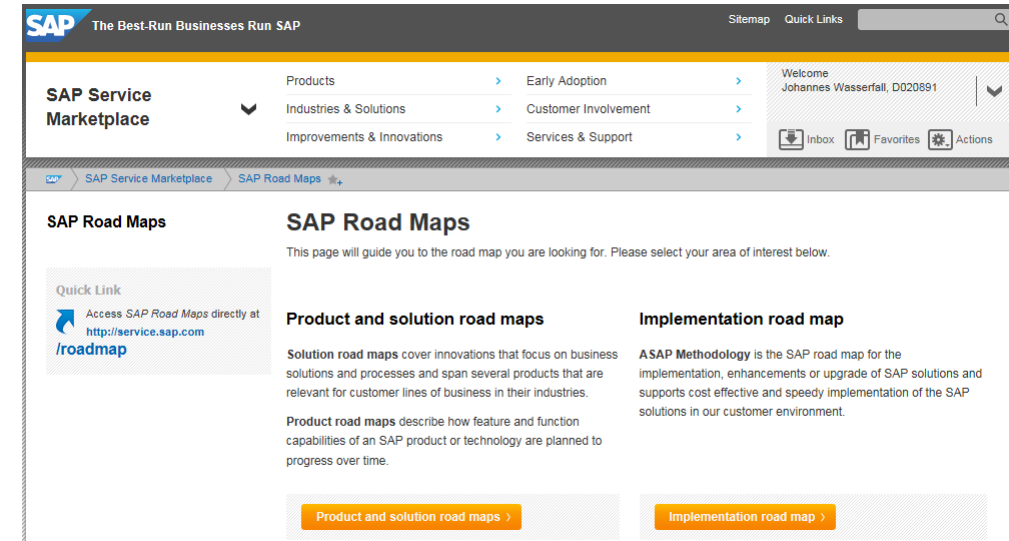 SAP The Best-Run Businesses Run SAP
Sitemap Quick Links
SAP Service
Marketplace
Products
Industries & Solutions
Improvements & Innovations
Early Adoption
Customer Involvement
Services & Support
Welcome
Johannes Wasserfall, D020891
Inbox Favorites Actions
SAP SAP Service Marketplace SAP Road Maps
SAP Road Maps
Quick Link
Access SAP Road Maps directly at
http://service.sap.com
/roadmap
SAP Road Maps
This page will guide you to the road map you are looking for. Please select your area of interest below.
Product and solution road maps
Solution road maps cover innovations that focus on business
solutions and processes and span several products that are
relevant for customer lines of business in their industries.
Product road maps describe how feature and function
capabilities of an SAP product or technology are planned to
progress over time.
Product and solution road maps
Implementation road map
ASAP Methodology is the SAP road map for the
implementation, enhancements or upgrade of SAP solutions and
supports cost effective and speedy implementation of the SAP
solutions in our customer environment.
Implementation road map